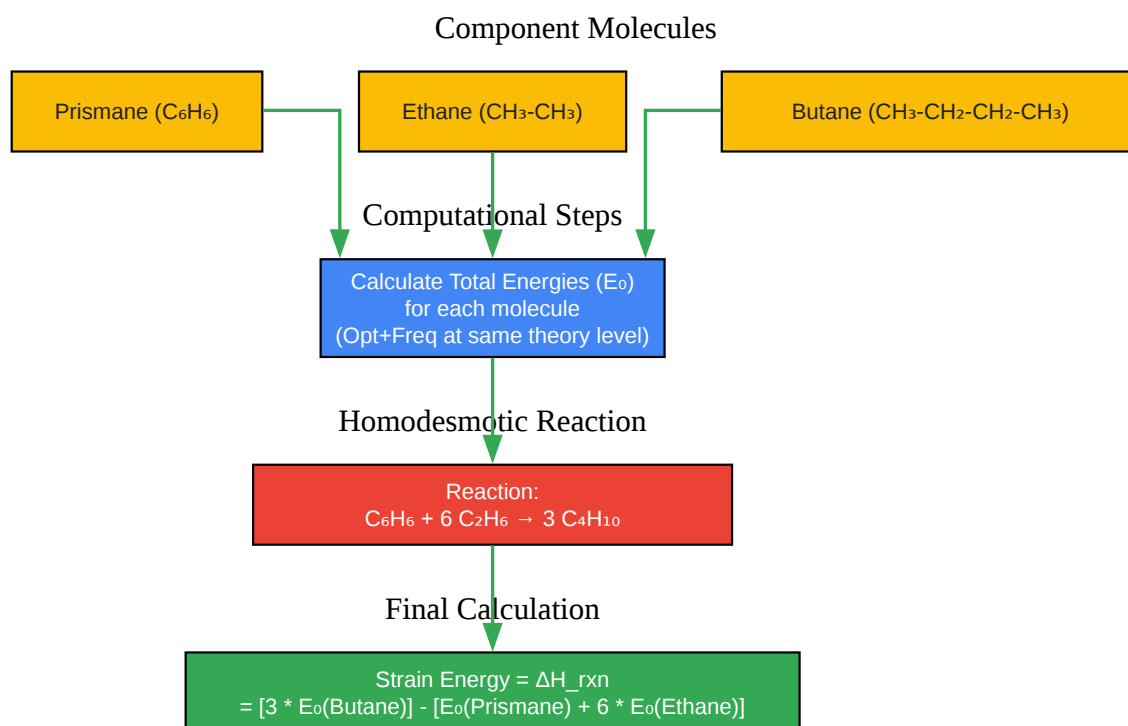 Component Molecules
Prismane (C₆H₆)
Ethane (CH₃-CH₃)
Butane (CH₃-CH₂-CH₂-CH₃)
Computational Steps
Calculate Total Energies (E₀)
for each molecule
(Opt+Freq at same theory level)
Homodesmotic Reaction
Reaction:
C₆H₆ + 6 C₂H₆ → 3 C₄H₁₀
Final Calculation
Strain Energy = ΔH_rxn
= [3 * E₀(Butane)] - [E₀(Prismane) + 6 * E₀(Ethane)]